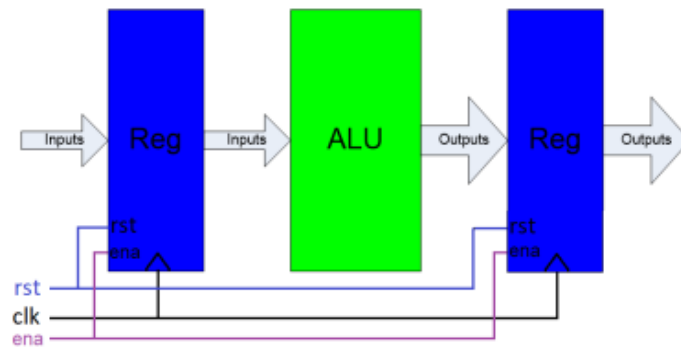 Inputs
Reg
Inputs
ALU
Outputs
Reg
Outputs
rst
ena
rst
ena
rst
clk
ena